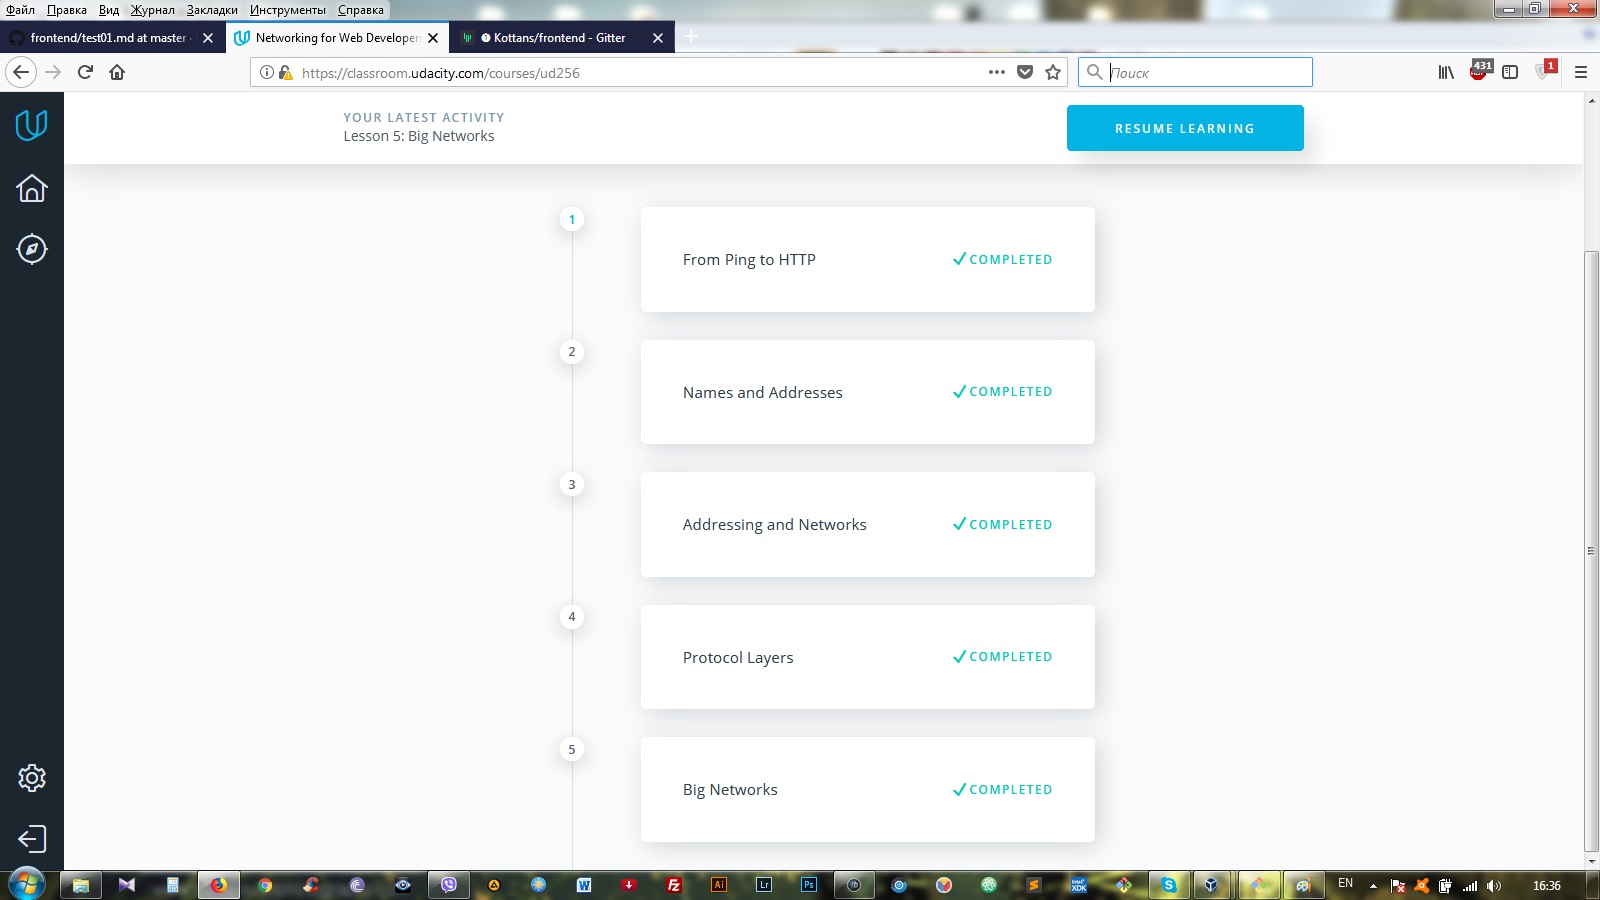 Файл Правка Вид Журнал Закладки Инструменты Справка
frontend/test01.md at master
Networking for Web Developer
Kottans/frontend - Gitter
https://classroom.udacity.com/courses/ud256
Поиск
431
1
YOUR LATEST ACTIVITY
Lesson 5: Big Networks
RESUME LEARNING
1
From Ping to HTTP
COMPLETED
2
Names and Addresses
COMPLETED
3
Addressing and Networks
COMPLETED
4
Protocol Layers
COMPLETED
5
Big Networks
COMPLETED
Ai
Lr
Ps
EN
16:36